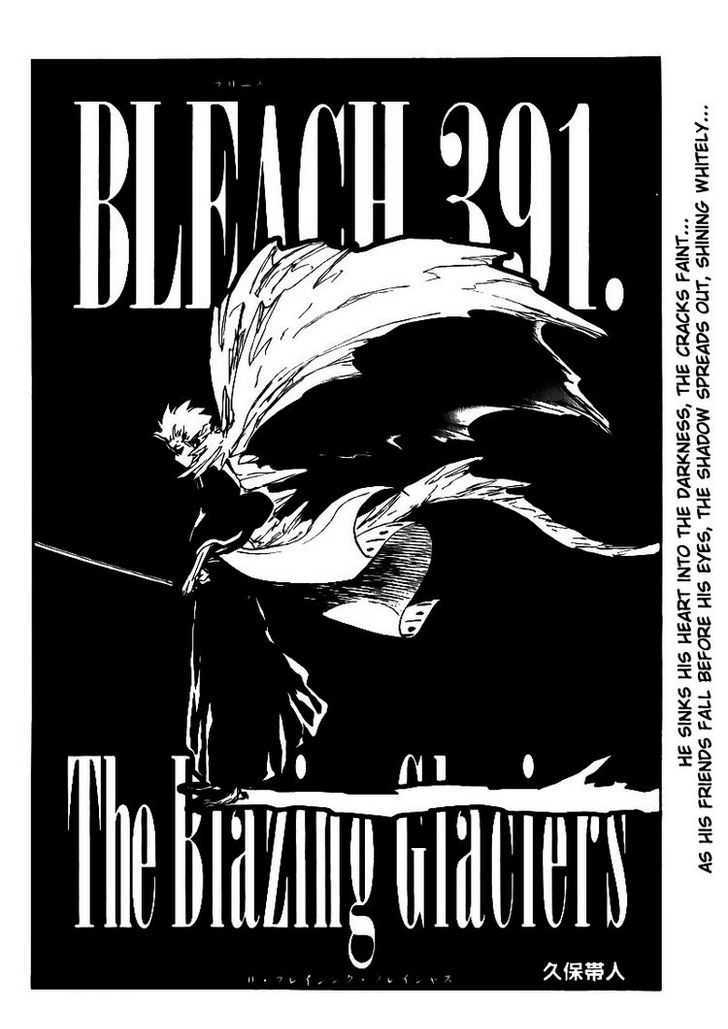 BLEACH 391.
The Blazing Glaciers
久保帯人
HE SINKS HIS HEART INTO THE DARKNESS, THE CRACKS FAINT...
AS HIS FRIENDS FALL BEFORE HIS EYES, THE SHADOW SPREADS OUT, SHINING WHITELY...